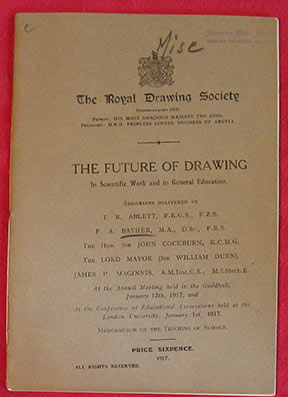 Misc
The Royal Drawing Society
Incorporated 1902.
Patron: HIS MOST GRACIOUS MAJESTY THE KING.
President: H.R.H. PRINCESS LOUISE, DUCHESS OF ARGYLL.
THE FUTURE OF DRAWING
In Scientific Work and in General Education.
Addresses delivered by
T. R. ABLETT, F.R.G.S., F.Z.S.
F. A. BATHER, M.A., D.Sc., F.R.S.
The Hon. Sir JOHN COCKBURN, K.C.M.G.
The LORD MAYOR (Sir WILLIAM DUNN).
JAMES P. MAGINNIS, A.M.Inst.C.E., M.I.Mech.E.
At the Annual Meeting held in the Guildhall,
January 12th, 1917, and
At the Conference of Educational Associations held at the
London University, January 1st, 1917.
Memorandum on the Teaching of Science.
PRICE SIXPENCE.
1917.
ALL RIGHTS RESERVED.